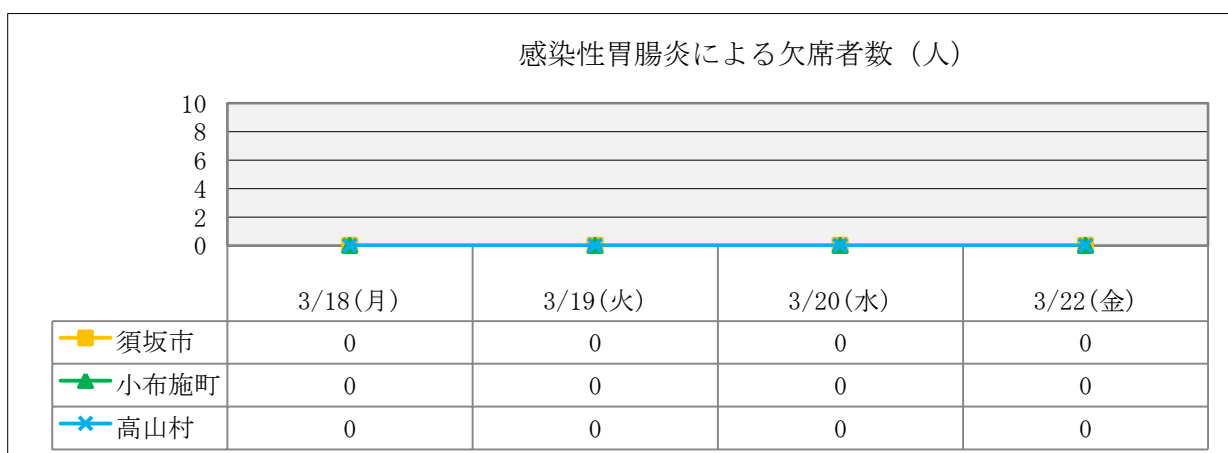 感染性胃腸炎による欠席者数（人）
10
8
6
4
2
0
3/18(月) 3/19(火) 3/20(水) 3/22(金)
須坂市 0 0 0 0
小布施町 0 0 0 0
高山村 0 0 0 0